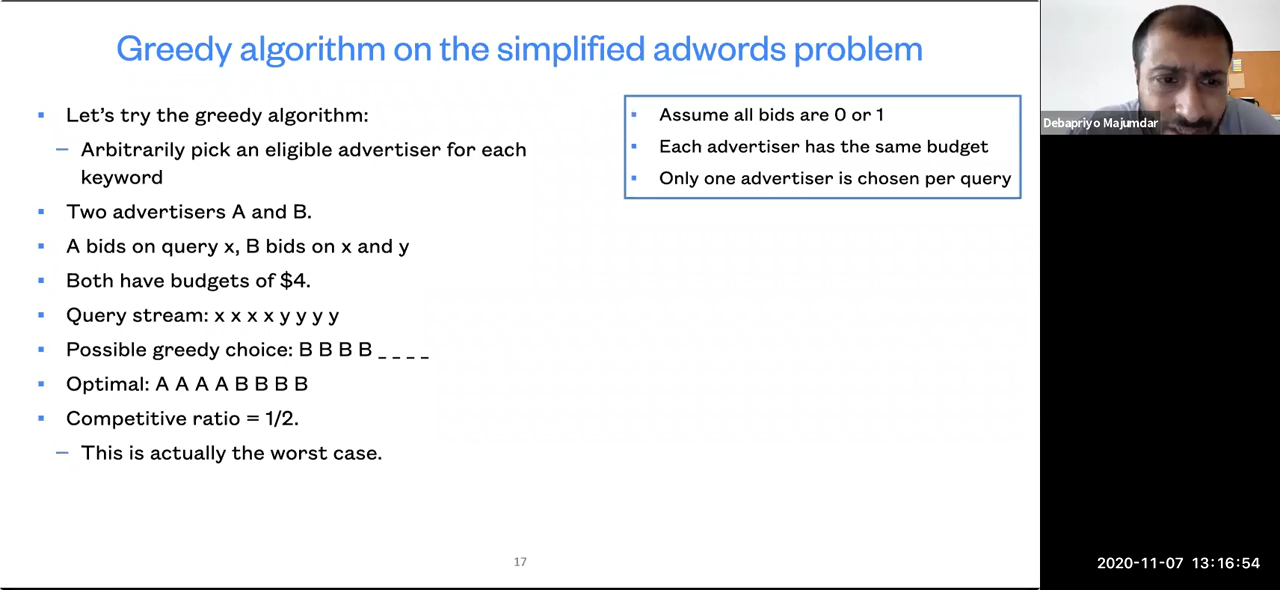 Greedy algorithm on the simplified adwords problem
▪ Let's try the greedy algorithm:
– Arbitrarily pick an eligible advertiser for each
keyword
▪ Two advertisers A and B.
▪ A bids on query x, B bids on x and y
▪ Both have budgets of $4.
▪ Query stream: x x x x y y y y
▪ Possible greedy choice: B B B B _ _ _ _
▪ Optimal: A A A A B B B B
▪ Competitive ratio = 1/2.
– This is actually the worst case.
▪ Assume all bids are 0 or 1
▪ Each advertiser has the same budget
▪ Only one advertiser is chosen per query
17
Debapriyo Majumdar
2020-11-07 13:16:54